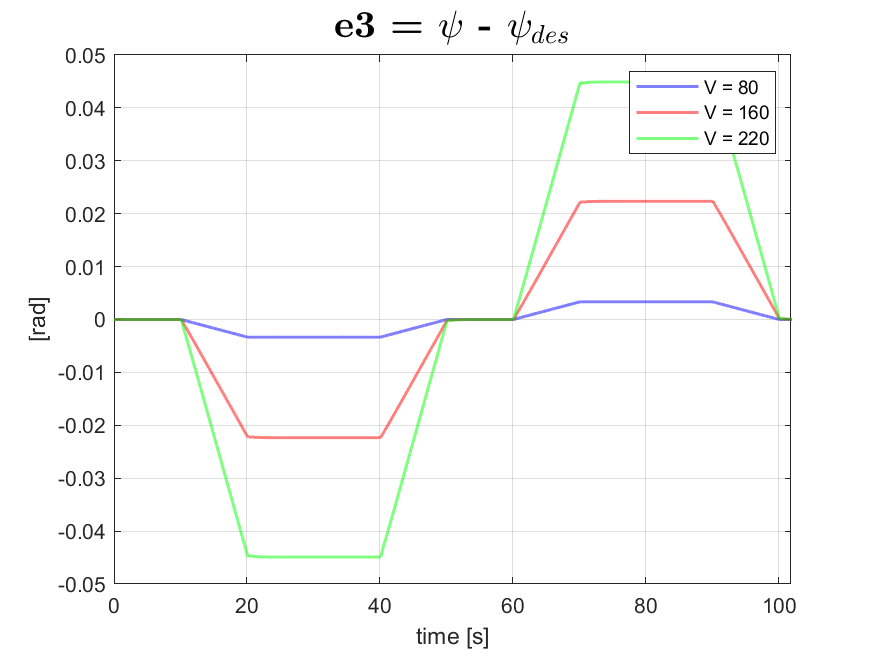 e3 = ψ - ψ_des
0.05
V = 80
0.04
V = 160
V = 220
0.03
0.02
0.01
[rad]
0
-0.01
-0.02
-0.03
-0.04
-0.05
0 20 40 60 80 100
time [s]